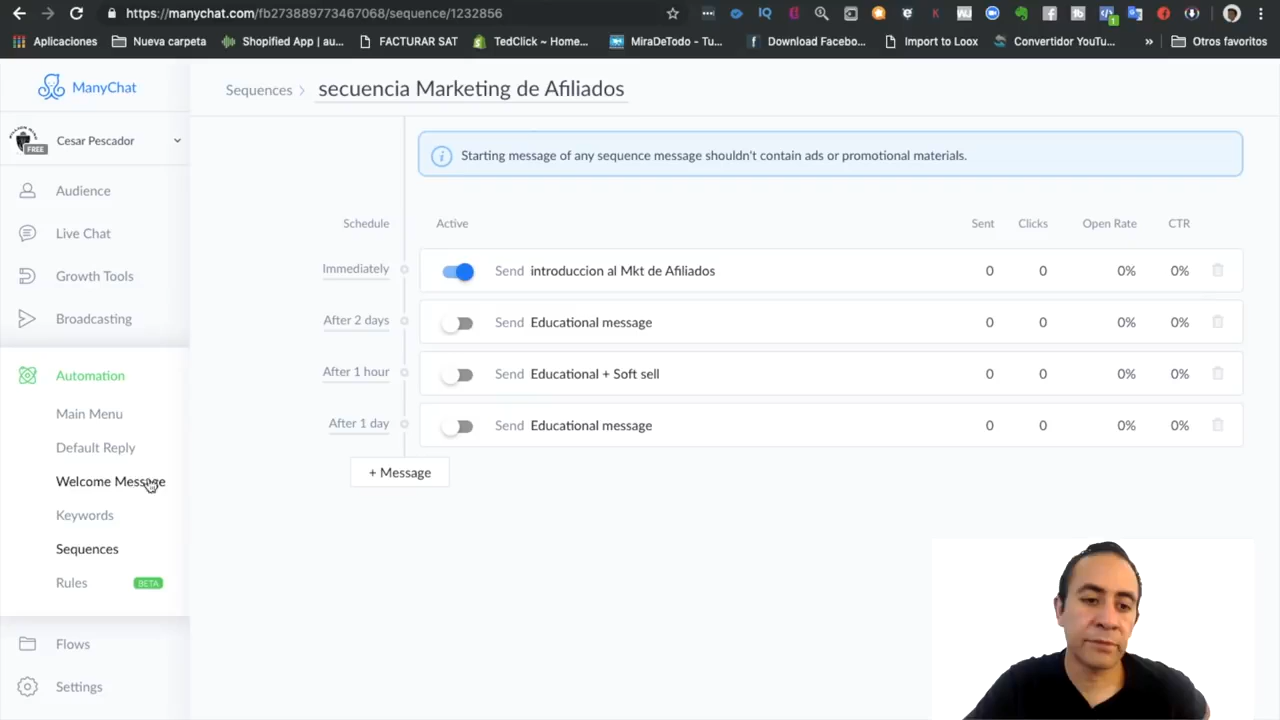 https://manychat.com/fb273889773467068/sequence/1232856
Aplicaciones
Nueva carpeta
Shopified App | au...
FACTURAR SAT
TedClick ~ Home...
MiraDeTodo - Tu...
Download Facebo...
Import to Loox
Convertidor YouTu...
»
Otros favoritos
ManyChat
Sequences > secuencia Marketing de Afiliados
FREE
Cesar Pescador
Starting message of any sequence message shouldn't contain ads or promotional materials.
Audience
Live Chat
Growth Tools
Broadcasting
Automation
Main Menu
Default Reply
Welcome Message
Keywords
Sequences
Rules BETA
Flows
Settings
Schedule Active Sent Clicks Open Rate CTR
Immediately Send introduccion al Mkt de Afiliados 0 0 0% 0%
After 2 days Send Educational message 0 0 0% 0%
After 1 hour Send Educational + Soft sell 0 0 0% 0%
After 1 day Send Educational message 0 0 0% 0%
+ Message